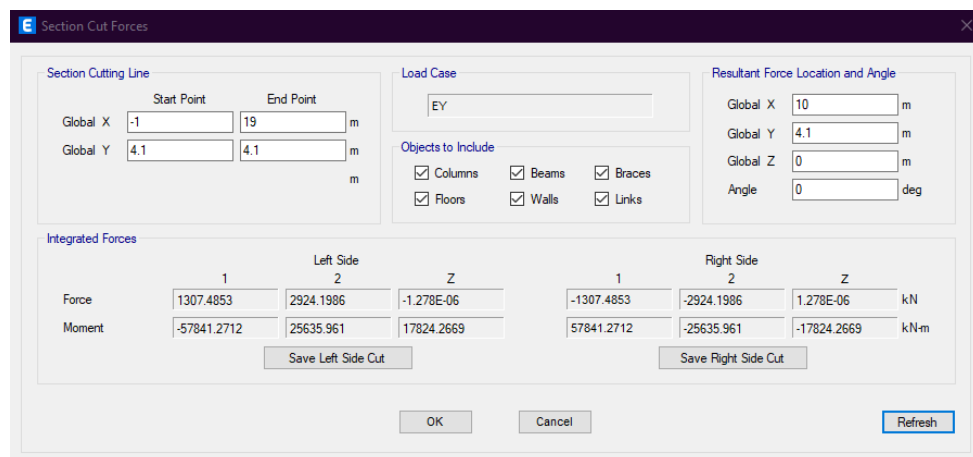 E Section Cut Forces
Section Cutting Line
Start Point End Point
Global X -1 19 m
Global Y 4.1 4.1 m
m
Load Case
EY
Objects to Include
Columns Beams Braces
Floors Walls Links
Resultant Force Location and Angle
Global X 10 m
Global Y 4.1 m
Global Z 0 m
Angle 0 deg
Integrated Forces
Left Side Right Side
1 2 Z 1 2 Z
Force 1307.4853 2924.1986 -1.278E-06 -1307.4853 -2924.1986 1.278E-06 kN
Moment -57841.2712 25635.961 17824.2669 57841.2712 -25635.961 -17824.2669 kN-m
Save Left Side Cut Save Right Side Cut
OK Cancel Refresh